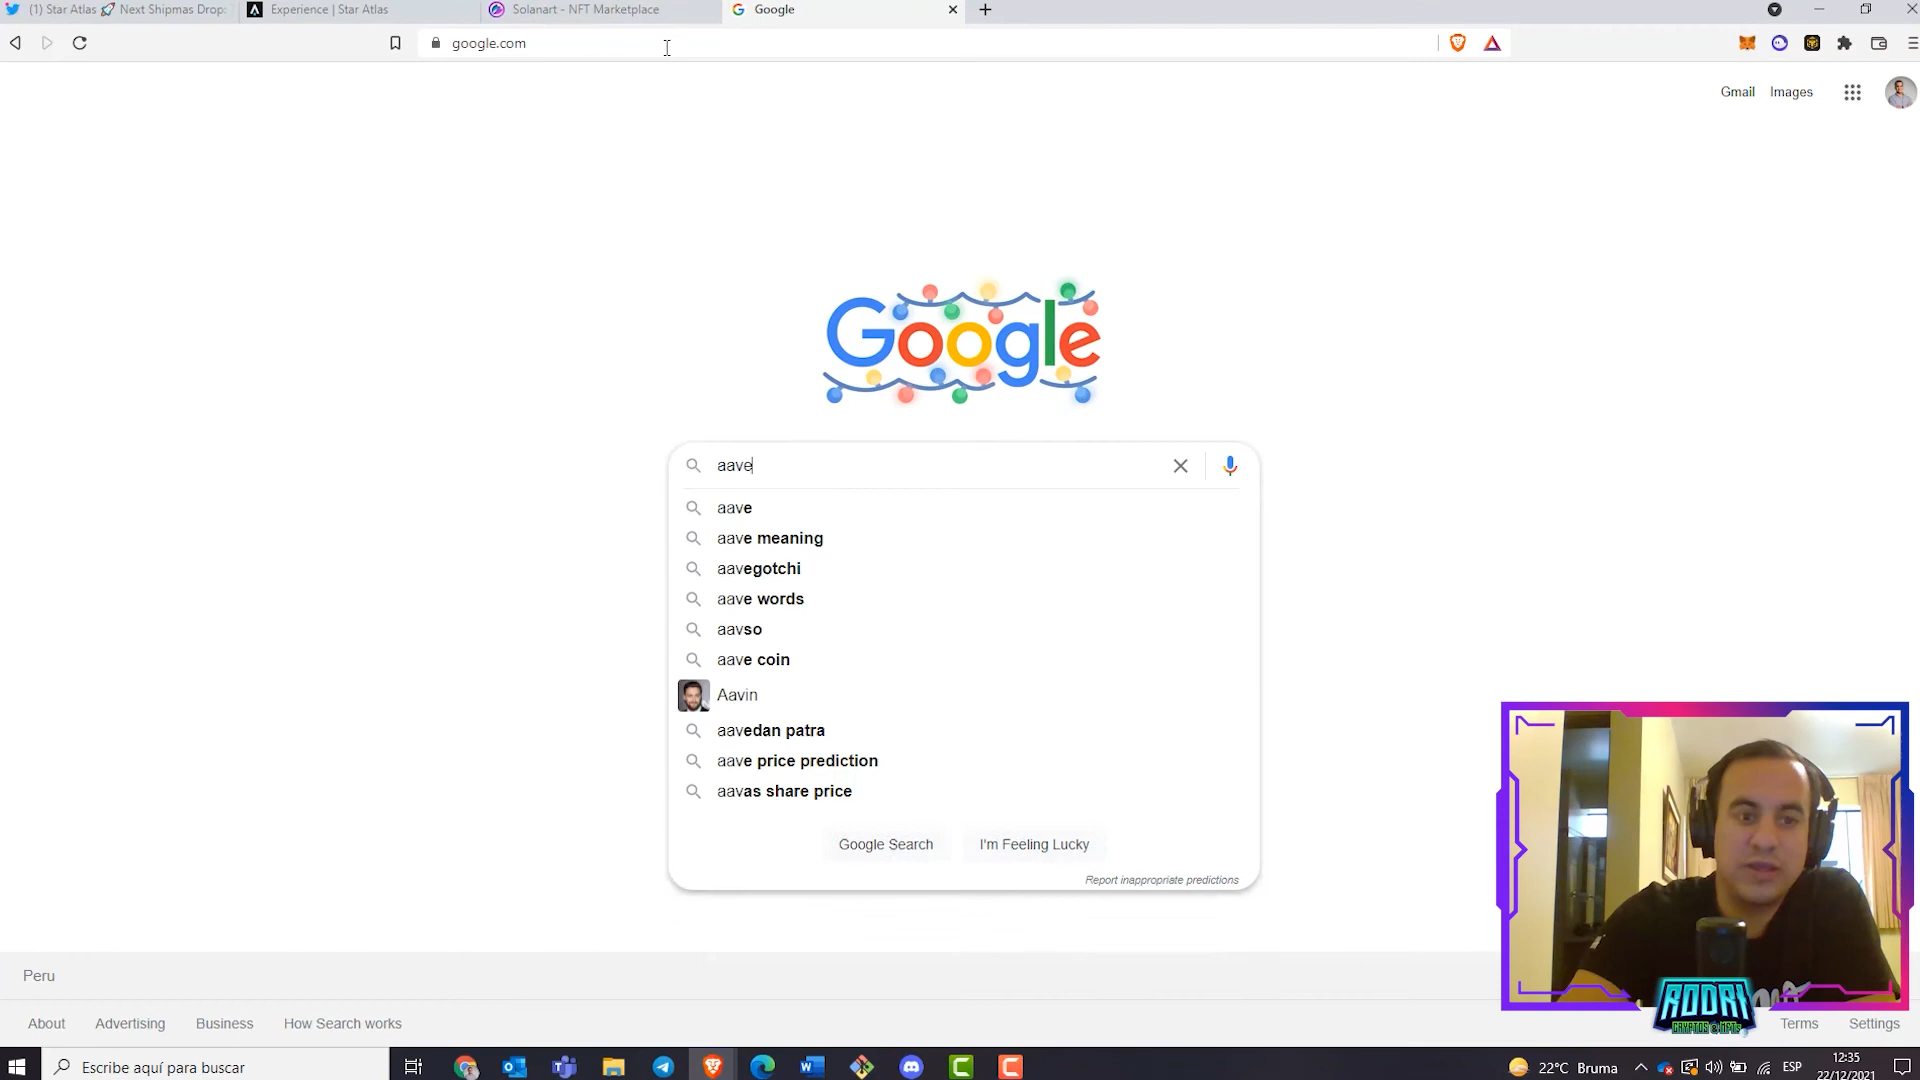 (1) Star Atlas 🚀 Next Shipmas Drop:
Experience | Star Atlas
Solanart - NFT Marketplace
Google
google.com
Gmail
Images
Google
aave
aave
aave meaning
aavegotchi
aave words
aavso
aave coin
Aavin
aavedan patra
aave price prediction
aavas share price
Google Search
I'm Feeling Lucky
Report inappropriate predictions
Peru
About
Advertising
Business
How Search works
Terms
Settings
RODRI
CRYPTOS & NFTs
Escribe aquí para buscar
22°C Bruma
ESP
12:35
22/12/2021